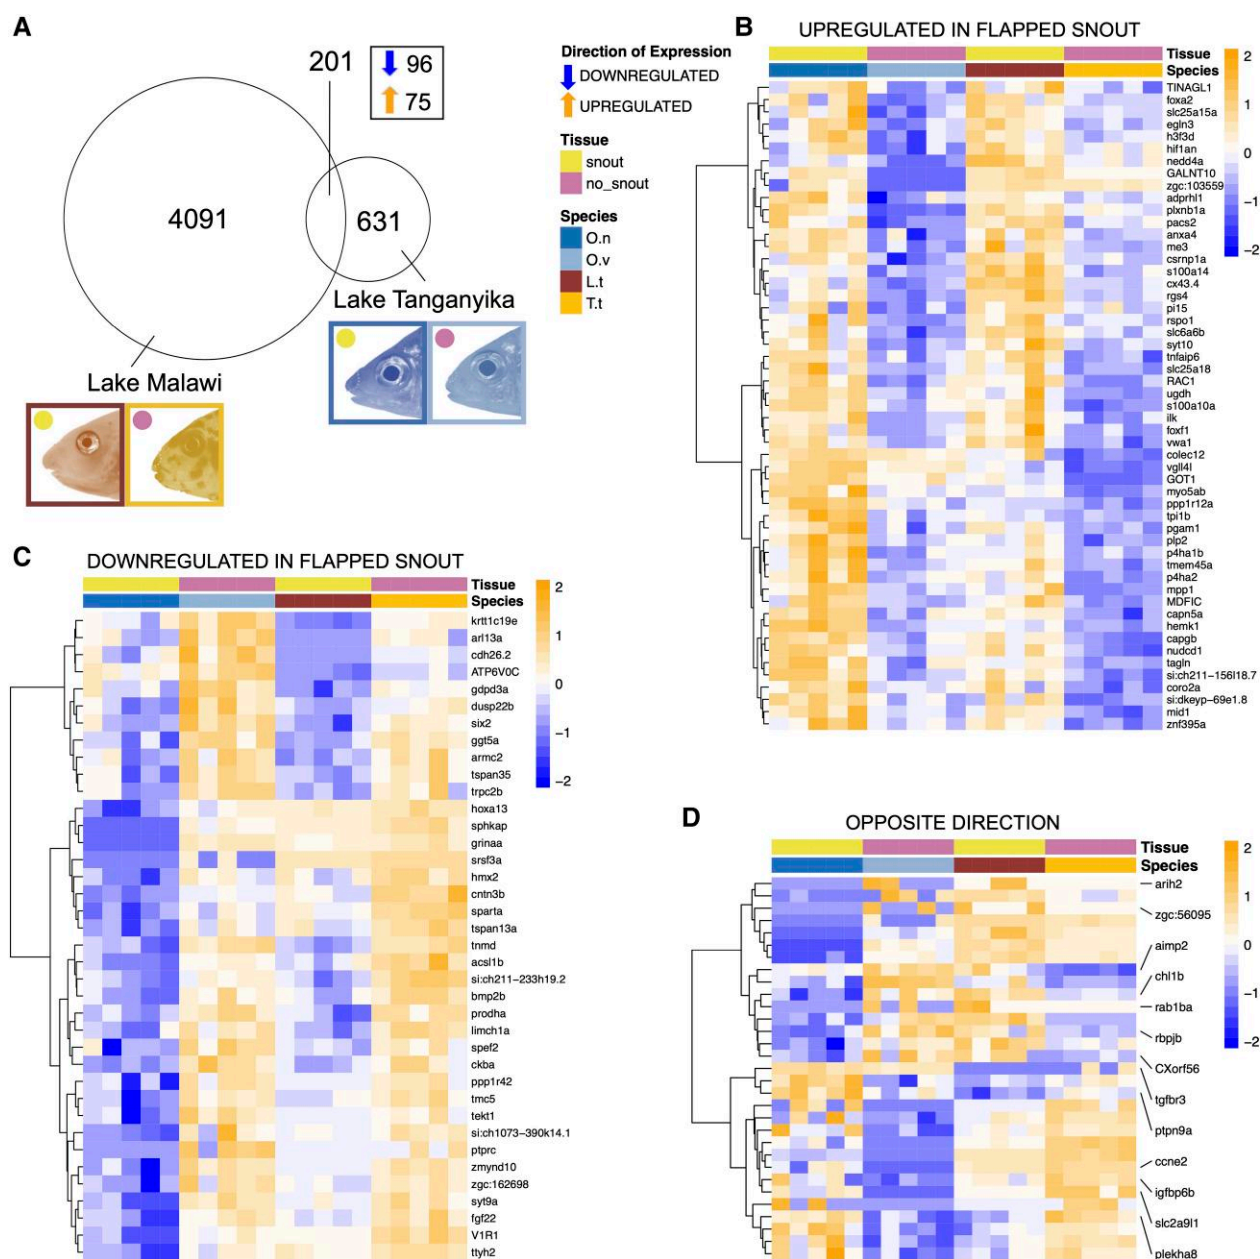 A
201
96
75
4091
631
Lake Tanganyika
Lake Malawi
Direction of Expression
DOWNREGULATED
UPREGULATED
Tissue
snout
no_snout
Species
O.n
O.v
L.t
T.t
B
UPREGULATED IN FLAPPED SNOUT
Tissue
Species
2
1
0
−1
−2
TINAGL1
foxa2
slc25a15a
egln3
h3f3d
hif1an
nedd4a
GALNT10
zgc:103559
adprhl1
plxnb1a
pacs2
anxa4
me3
csrnp1a
s100a14
cx43.4
rgs4
pi15
rspo1
slc6a6b
syt10
tnfaip6
slc25a18
RAC1
ugdh
s100a10a
ilk
foxf1
vwa1
colec12
vgll4l
GOT1
myo5ab
ppp1r12a
tpi1b
pgam1
plp2
p4ha1b
tmem45a
p4ha2
mpp1
MDFIC
capn5a
hemk1
capgb
nudcd1
tagln
si:ch211−156l18.7
coro2a
si:dkeyp−69e1.8
mid1
znf395a
C
DOWNREGULATED IN FLAPPED SNOUT
Tissue
Species
2
1
0
−1
−2
krtt1c19e
arl13a
cdh26.2
ATP6V0C
gdpd3a
dusp22b
six2
ggt5a
armc2
tspan35
trpc2b
hoxa13
sphkap
grinaa
srsf3a
hmx2
cntn3b
sparta
tspan13a
tnmd
acsl1b
si:ch211−233h19.2
bmp2b
prodha
limch1a
spef2
ckba
ppp1r42
tmc5
tekt1
si:ch1073−390k14.1
ptprc
zmynd10
zgc:162698
syt9a
fgf22
V1R1
ttyh2
D
OPPOSITE DIRECTION
Tissue
Species
2
1
0
−1
−2
arih2
zgc:56095
aimp2
chl1b
rab1ba
rbpjb
CXorf56
tgfbr3
ptpn9a
ccne2
igfbp6b
slc2a9l1
plekha8